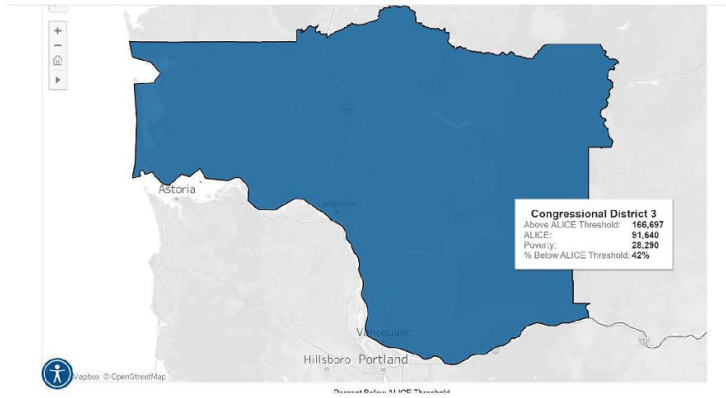 +
−
Astoria
Longview
Congressional District 3
Above ALICE Threshold: 166,697
ALICE: 91,640
Poverty: 28,290
% Below ALICE Threshold: 42%
Vancouver
Hillsboro Portland
Mapbox © OpenStreetMap
Percent Below ALICE Threshold